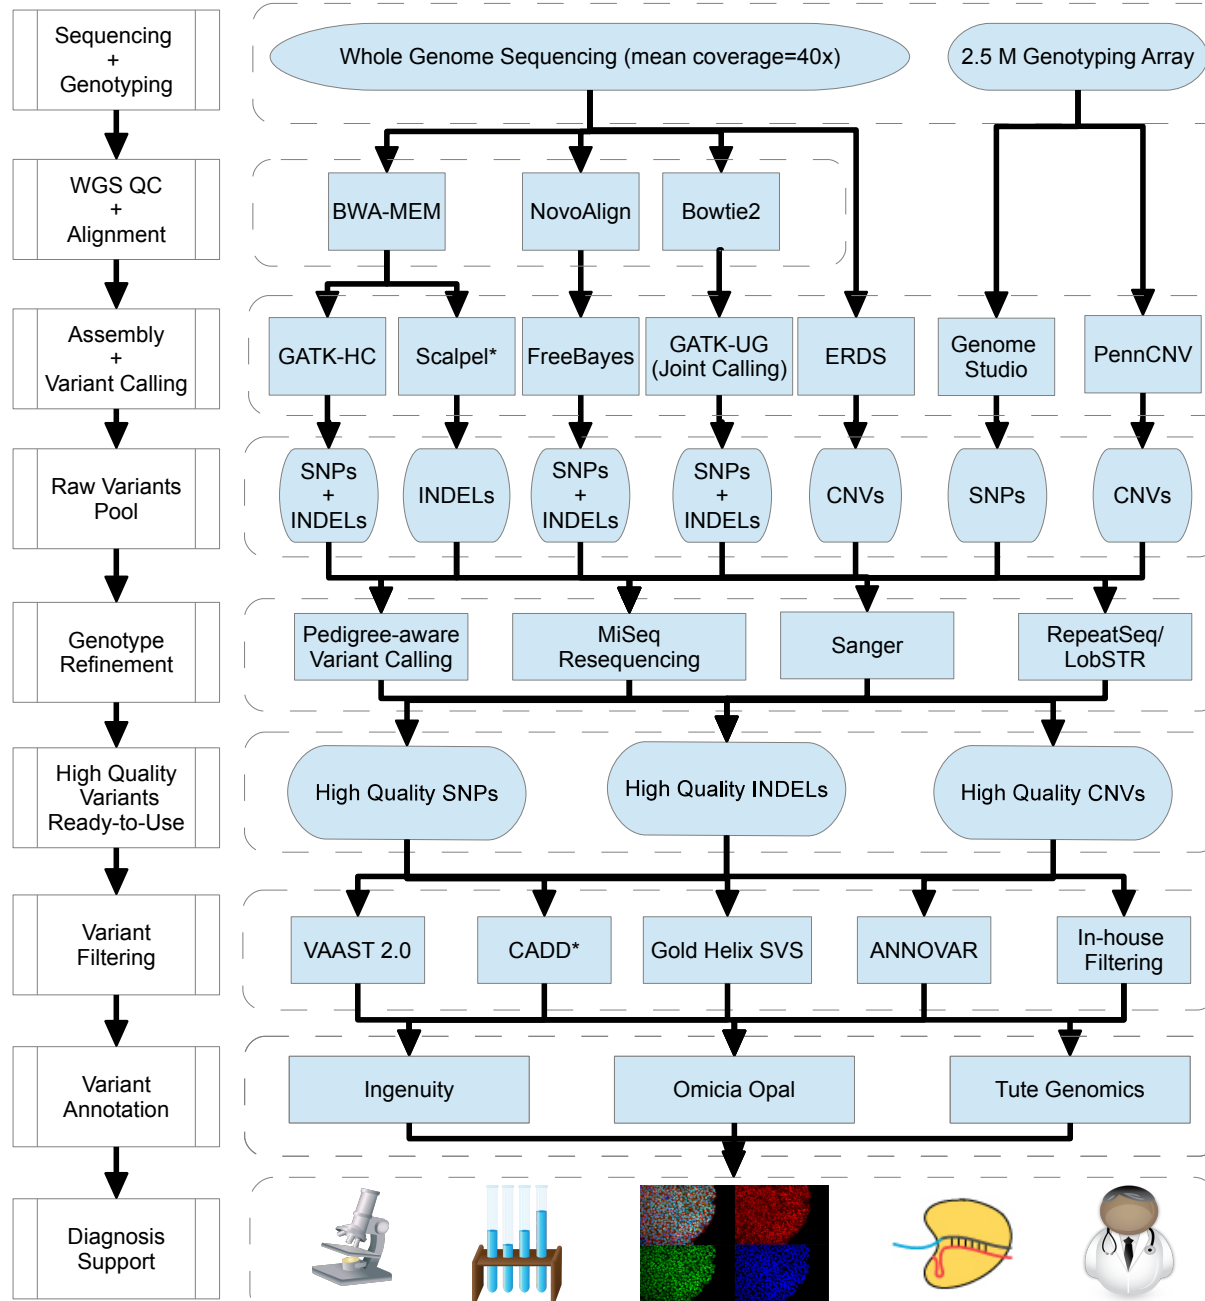 Sequencing
+
Genotyping
Whole Genome Sequencing (mean coverage=40x)
2.5 M Genotyping Array
WGS QC
+
Alignment
BWA-MEM
NovoAlign
Bowtie2
Assembly
+
Variant Calling
GATK-HC
Scalpel*
FreeBayes
GATK-UG
(Joint Calling)
ERDS
Genome
Studio
PennCNV
Raw Variants
Pool
SNPs
+
INDELs
INDELs
SNPs
+
INDELs
SNPs
+
INDELs
CNVs
SNPs
CNVs
Genotype
Refinement
Pedigree-aware
Variant Calling
MiSeq
Resequencing
Sanger
RepeatSeq/
LobSTR
High Quality
Variants
Ready-to-Use
High Quality SNPs
High Quality INDELs
High Quality CNVs
Variant
Filtering
VAAST 2.0
CADD*
Gold Helix SVS
ANNOVAR
In-house
Filtering
Variant
Annotation
Ingenuity
Omicia Opal
Tute Genomics
Diagnosis
Support